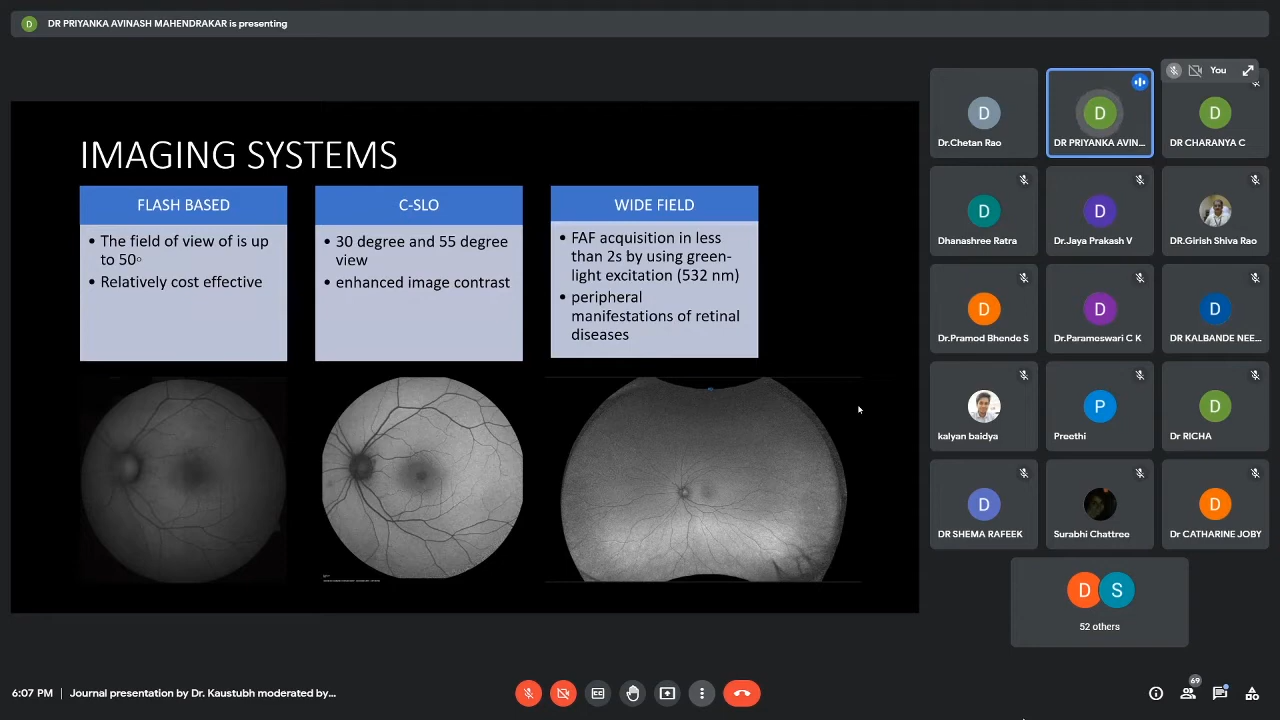 D DR PRIYANKA AVINASH MAHENDRAKAR is presenting
IMAGING SYSTEMS
FLASH BASED
• The field of view of is up
to 50°
• Relatively cost effective
C-SLO
• 30 degree and 55 degree
view
• enhanced image contrast
WIDE FIELD
• FAF acquisition in less
than 2s by using green-
light excitation (532 nm)
• peripheral
manifestations of retinal
diseases
You
D
Dr.Chetan Rao
D
DR PRIYANKA AVIN...
D
DR CHARANYA C
D
Dhanashree Ratra
D
Dr.Jaya Prakash V
DR.Girish Shiva Rao
D
Dr.Pramod Bhende S
D
Dr.Parameswari C K
D
DR KALBANDE NEE...
kalyan baidya
P
Preethi
D
Dr RICHA
D
DR SHEMA RAFEEK
Surabhi Chattree
D
Dr CATHARINE JOBY
D S
52 others
6:07 PM | Journal presentation by Dr. Kaustubh moderated by...
CC
69